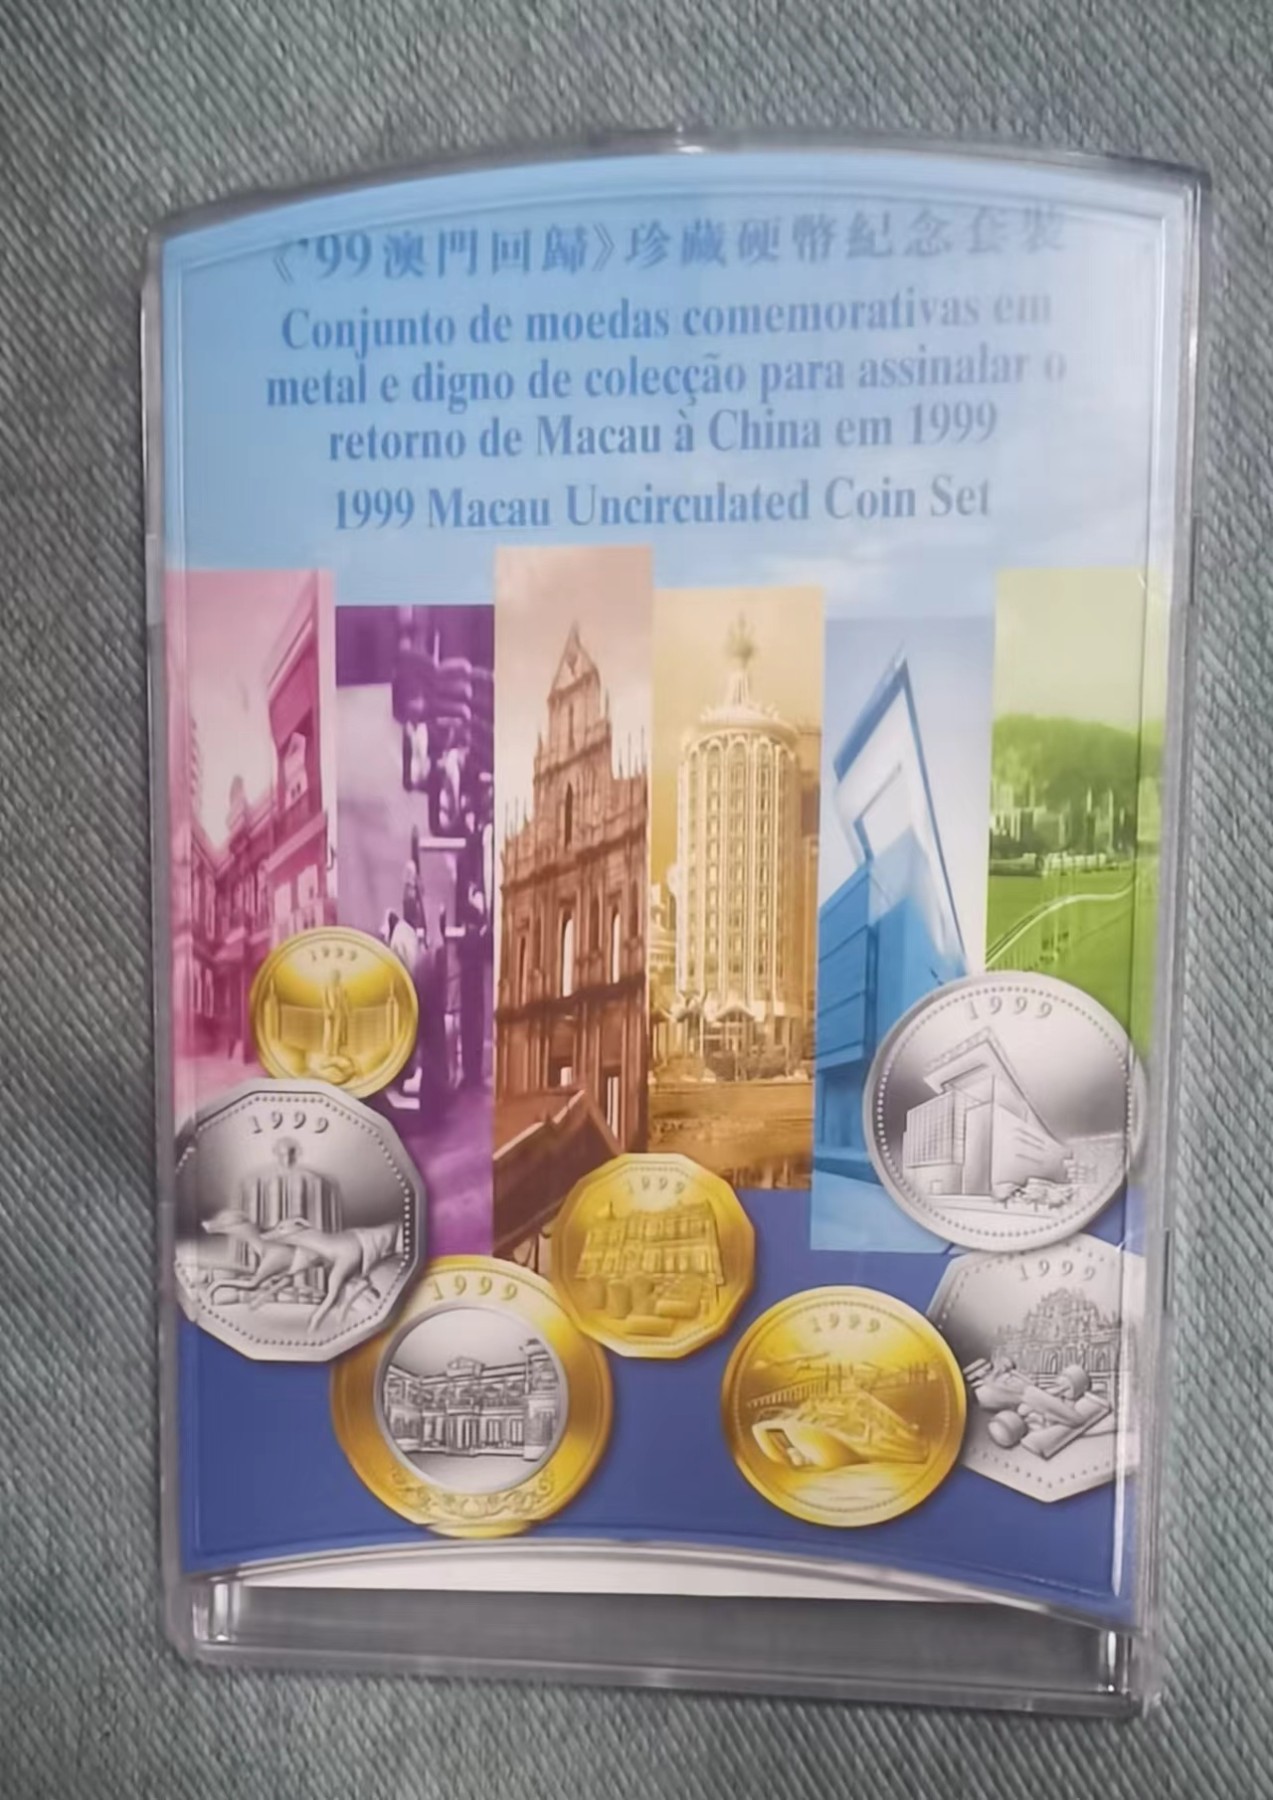 《'99澳門回歸》珍藏硬幣紀念套裝
Conjunto de moedas comemorativas em
metal e digno de colecção para assinalar o
retorno de Macau à China em 1999
1999 Macau Uncirculated Coin Set
1999
1999
1999
1999
1999
1999
1999